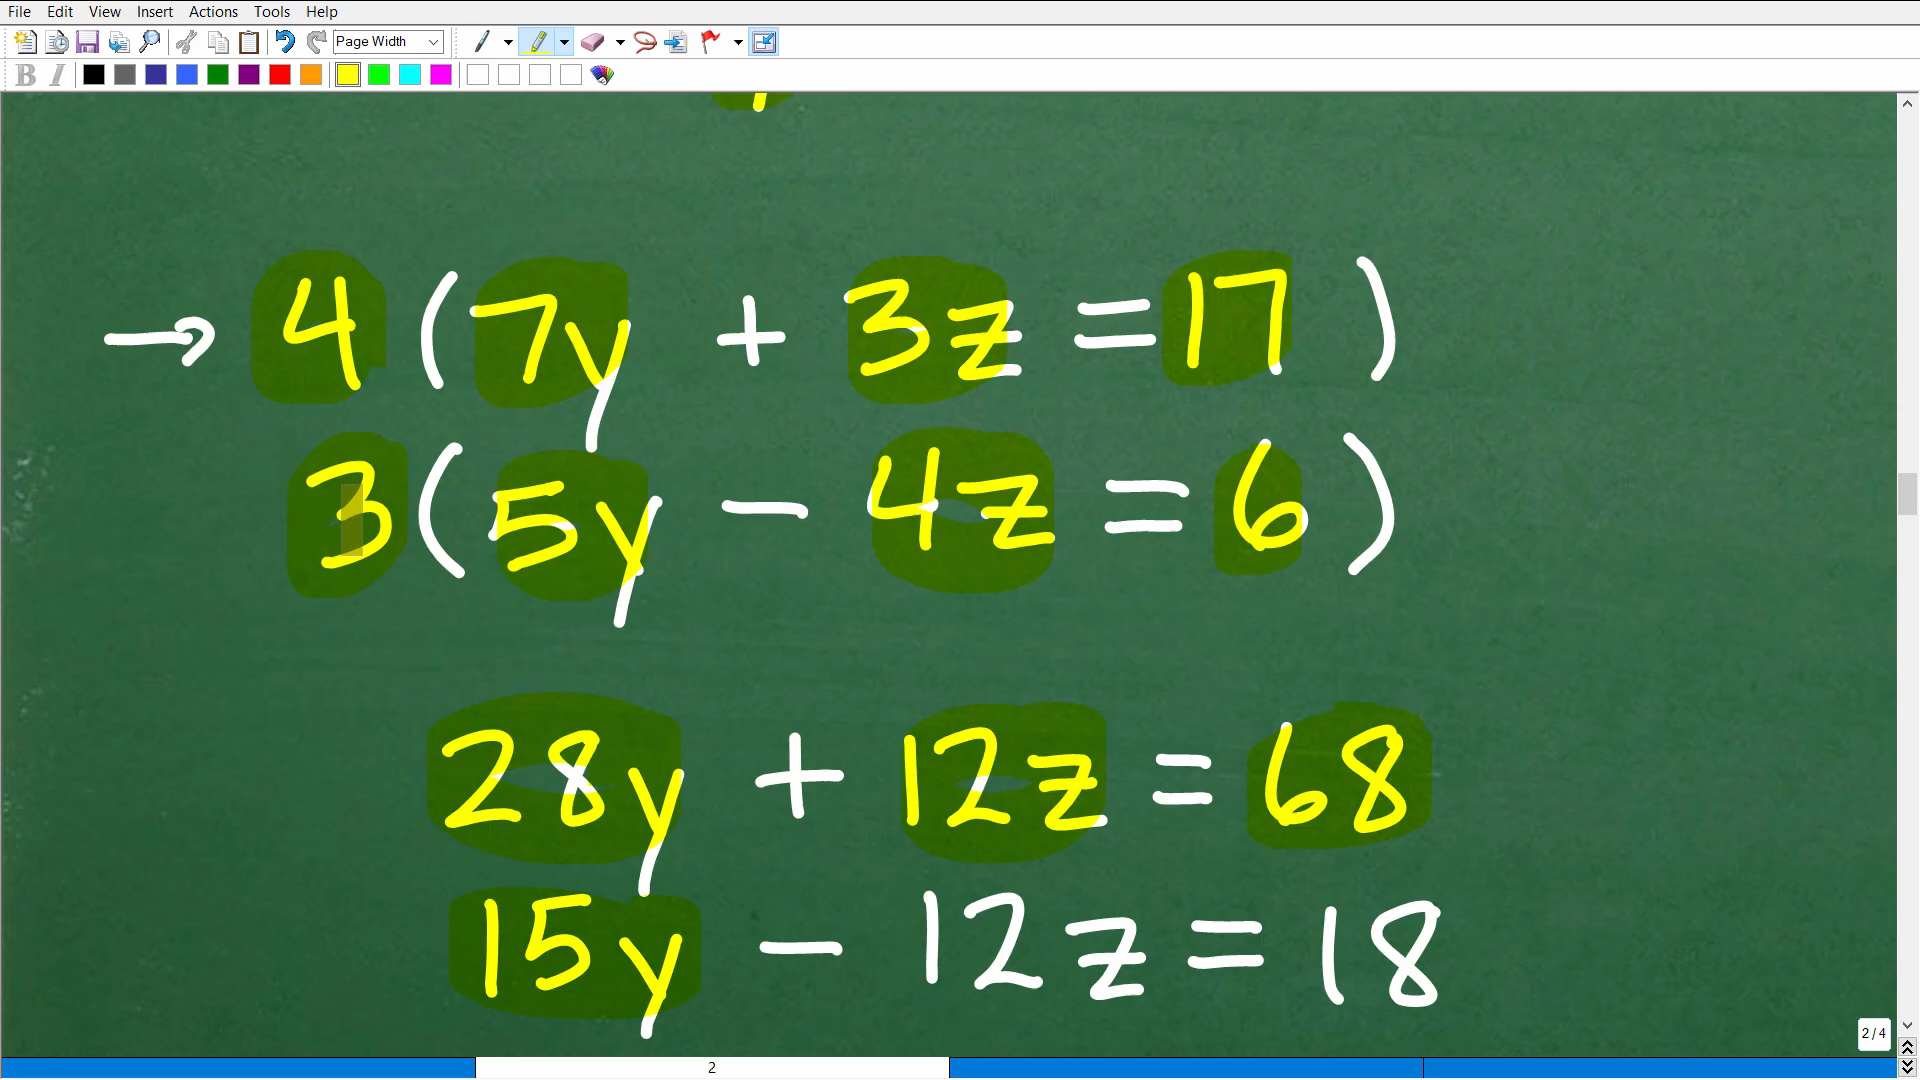 File Edit View Insert Actions Tools Help
Page Width
B I
→ 4 ( 7y + 3z = 17 )
3 ( 5y - 4z = 6 )
28y + 12z = 68
15y - 12z = 18
2 / 4
2